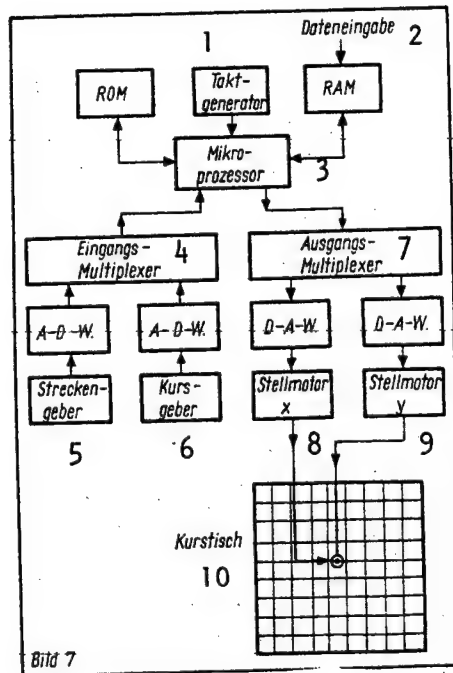 1
Dateneingabe 2
ROM
Takt-
generator
RAM
Mikro-
prozessor
3
Eingangs-
Multiplexer
4
Ausgangs-
Multiplexer
7
A-D-W.
A-D-W.
D-A-W.
D-A-W.
Strecken-
geber
Kurs-
geber
Stellmotor
x
Stellmotor
y
5
6
8
9
Kurstisch
10
Bild 7